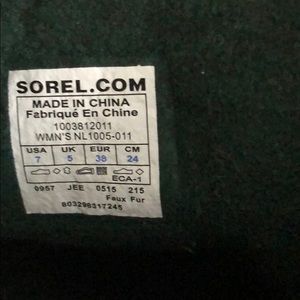 SOREL.COM
MADE IN CHINA
Fabriqué En Chine
1003812011
WMN'S NL1005-011
USA UK EUR CM
7 5 38 24
ECA-1
0957 JEE 0515 215
Faux Fur
803298317245